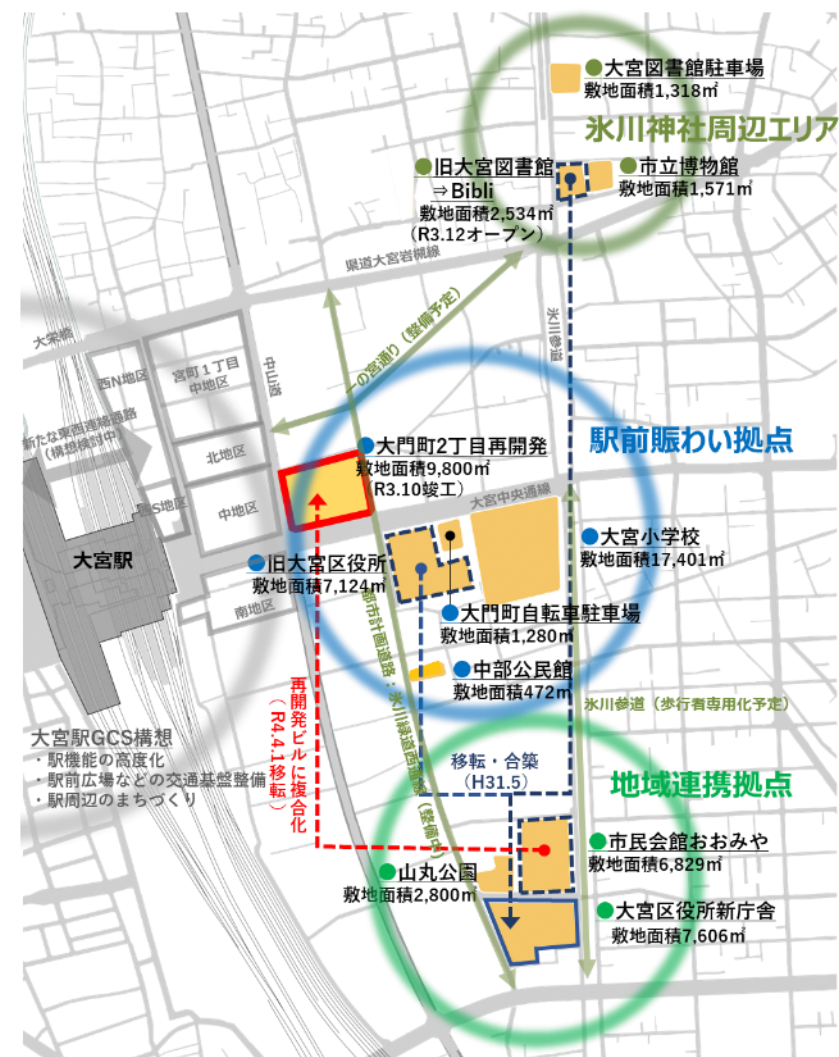 ●大宮図書館駐車場
敷地面積1,318㎡
氷川神社周辺エリア
●旧大宮図書館
⇒Bibli
敷地面積2,534㎡
（R3.12オープン）
●市立博物館
敷地面積1,571㎡
県道大宮岩槻線
一の宮通り（整備予定）
氷川参道
大栄橋
西N地区
宮町１丁目
中地区
中山道
新たな東西連絡通路
（構想検討中）
北地区
西S地区
中地区
南地区
大宮駅
駅前賑わい拠点
●大門町2丁目再開発
敷地面積9,800㎡
（R3.10竣工）
大宮中央通線
●旧大宮区役所
敷地面積7,124㎡
●大宮小学校
敷地面積17,401㎡
●大門町自転車駐車場
敷地面積1,280㎡
●中部公民館
敷地面積472㎡
都市計画道路：氷川緑道西通線（整備中）
氷川参道（歩行者専用化予定）
再開発ビルに複合化
（R4.4.1移転）
大宮駅GCS構想
・駅機能の高度化
・駅前広場などの交通基盤整備
・駅周辺のまちづくり
移転・合築
（H31.5）
地域連携拠点
●市民会館おおみや
敷地面積6,829㎡
●山丸公園
敷地面積2,800㎡
●大宮区役所新庁舎
敷地面積7,606㎡